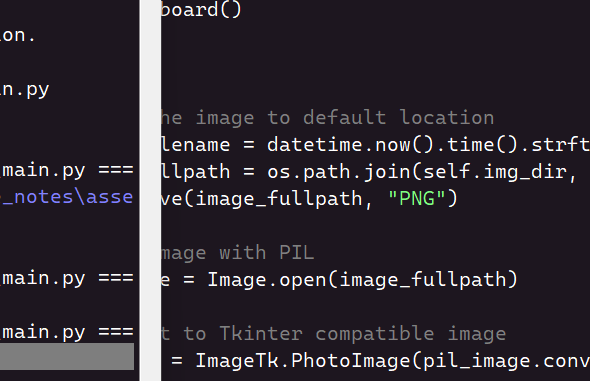 ion.
in.py
main.py ===
_notes\asse
main.py ===
main.py ===
board()
he image to default location
lename = datetime.now().time().strft
llpath = os.path.join(self.img_dir,
ve(image_fullpath, "PNG")
mage with PIL
e = Image.open(image_fullpath)
t to Tkinter compatible image
= ImageTk.PhotoImage(pil_image.conv